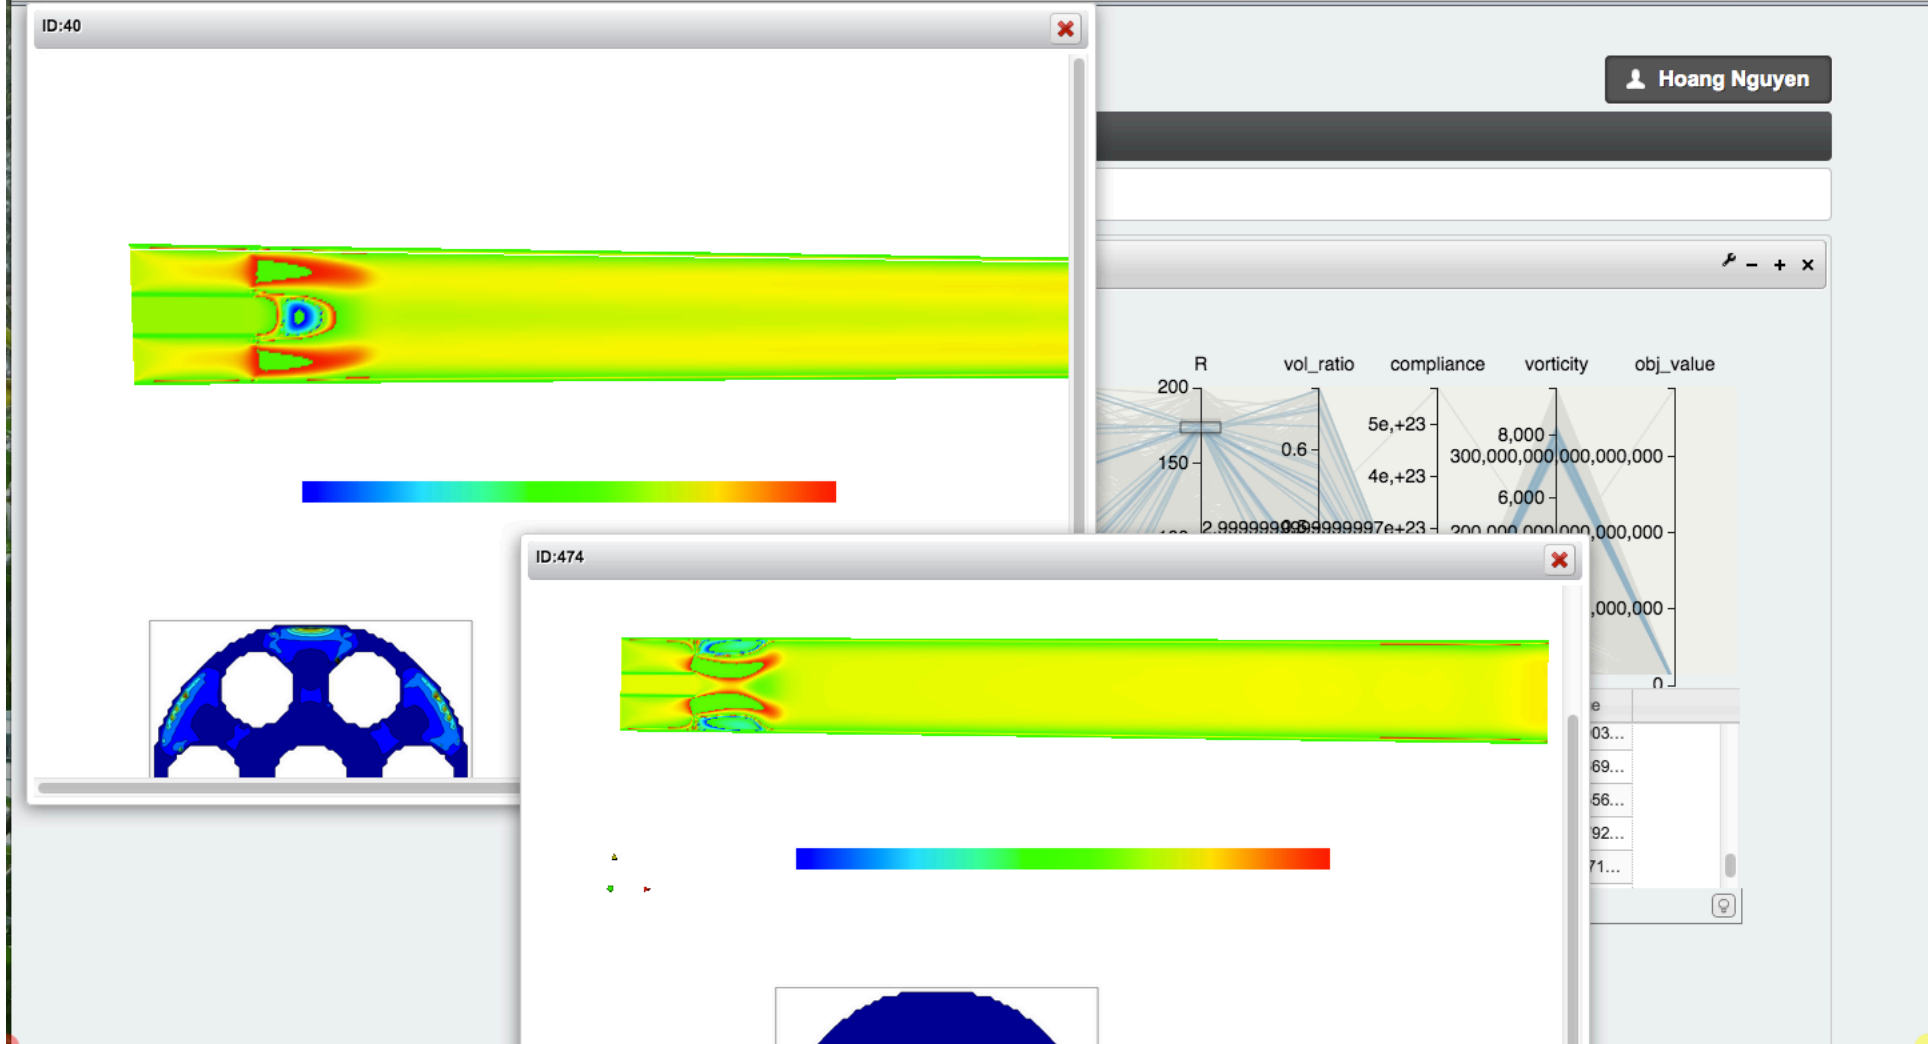 ID:40
Hoang Nguyen
R
vol_ratio
compliance
vorticity
obj_value
200
150
0.6
5e,+23
4e,+23
8,000
6,000
300,000,000,000,000,000
,000,000
0
ID:474
e
03...
69...
56...
92...
71...